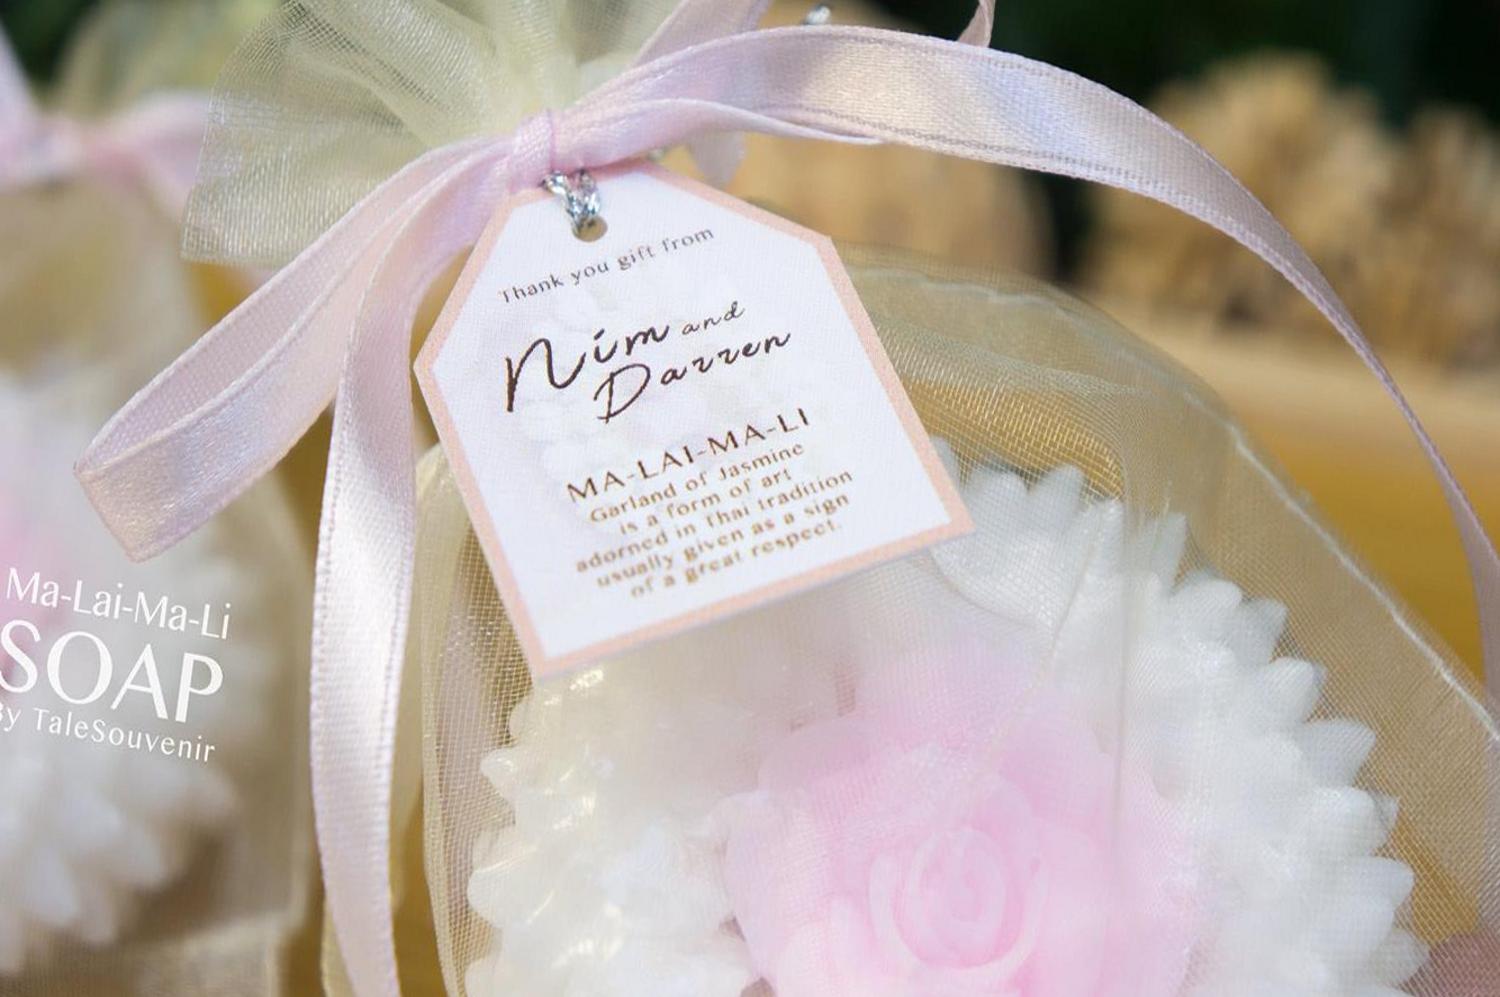 Thank you gift from
Nim and
Darren
MA-LAI-MA-LI
Garland of Jasmine
is a form of art
adorned in Thai tradition
usually given as a sign
of a great respect.
Ma-Lai-Ma-Li
SOAP
By TaleSouvenir